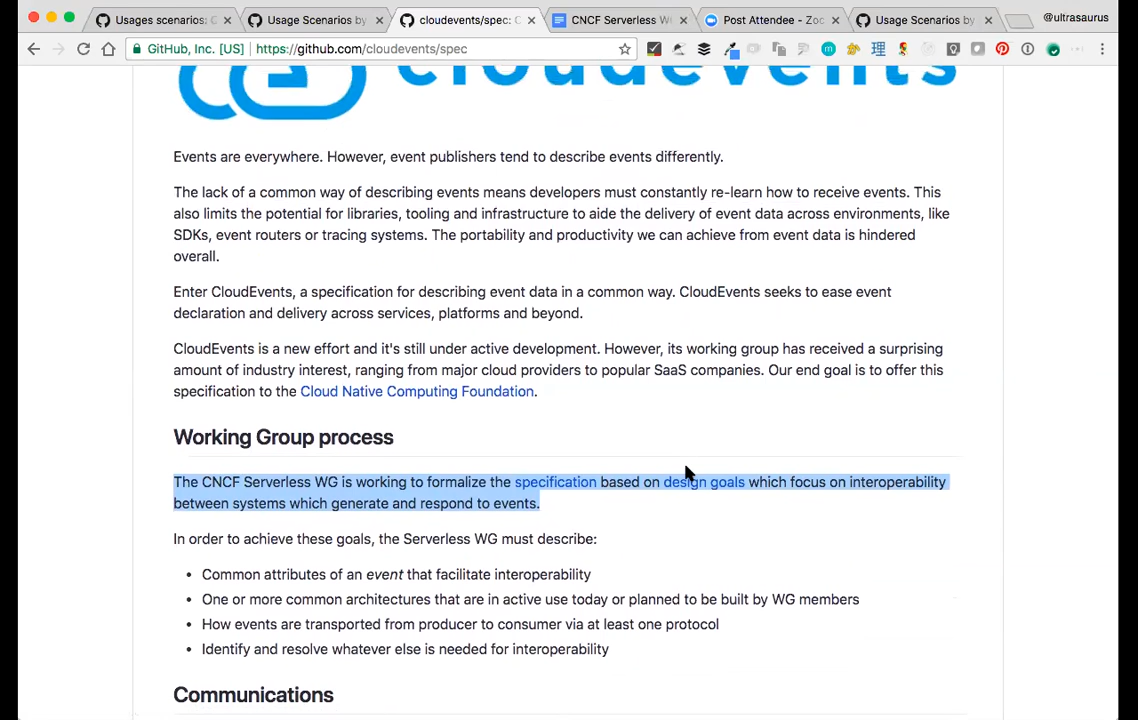 Usages scenarios: C
Usage Scenarios by
cloudevents/spec: C
CNCF Serverless W
Post Attendee - Zoo
Usage Scenarios by
@ultrasaurus
GitHub, Inc. [US]
https://github.com/cloudevents/spec
cloudevents
Events are everywhere. However, event publishers tend to describe events differently.
The lack of a common way of describing events means developers must constantly re-learn how to receive events. This
also limits the potential for libraries, tooling and infrastructure to aide the delivery of event data across environments, like
SDKs, event routers or tracing systems. The portability and productivity we can achieve from event data is hindered
overall.
Enter CloudEvents, a specification for describing event data in a common way. CloudEvents seeks to ease event
declaration and delivery across services, platforms and beyond.
CloudEvents is a new effort and it's still under active development. However, its working group has received a surprising
amount of industry interest, ranging from major cloud providers to popular SaaS companies. Our end goal is to offer this
specification to the Cloud Native Computing Foundation.
Working Group process
The CNCF Serverless WG is working to formalize the specification based on design goals which focus on interoperability
between systems which generate and respond to events.
In order to achieve these goals, the Serverless WG must describe:
• Common attributes of an event that facilitate interoperability
• One or more common architectures that are in active use today or planned to be built by WG members
• How events are transported from producer to consumer via at least one protocol
• Identify and resolve whatever else is needed for interoperability
Communications